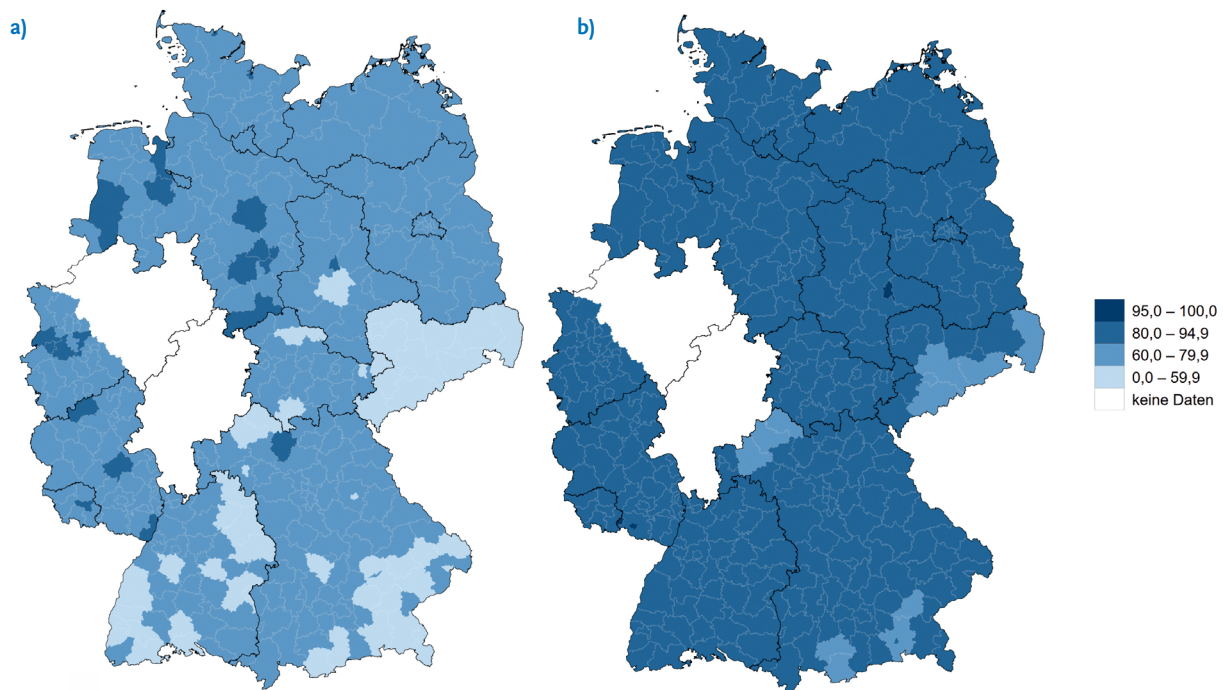 a)
b)
95,0 – 100,0
80,0 – 94,9
60,0 – 79,9
0,0 – 59,9
keine Daten